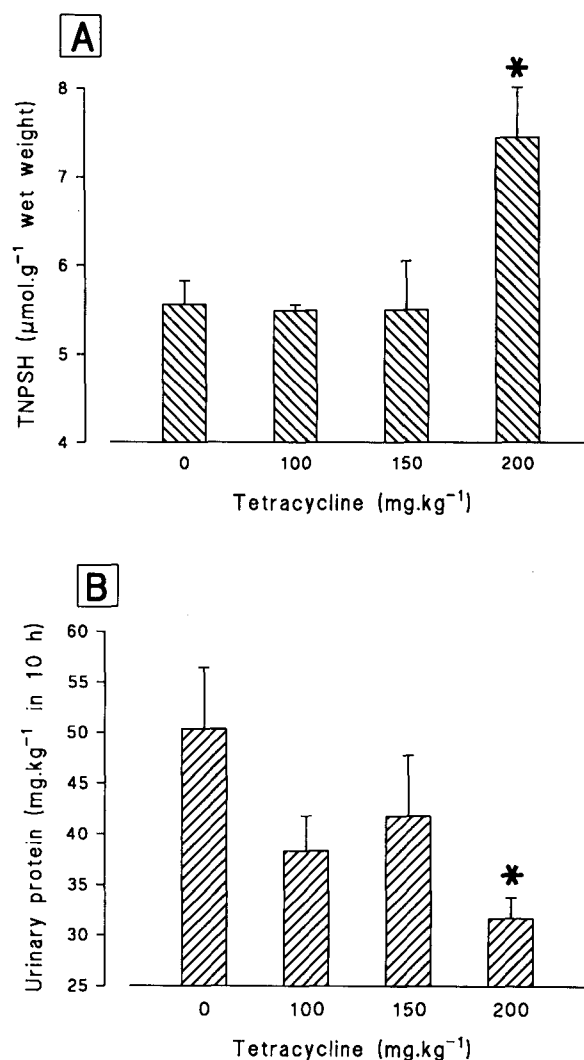 A
TNPSH (µmol.g⁻¹ wet weight)
8
7
6
5
4
*
0 100 150 200
Tetracycline (mg.kg⁻¹)
B
Urinary protein (mg.kg⁻¹ in 10 h)
60
55
50
45
40
35
30
25
*
0 100 150 200
Tetracycline (mg.kg⁻¹)